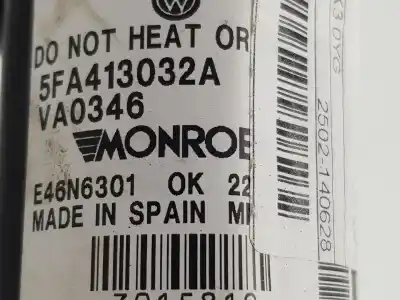 DO NOT HEAT OR
5FA413032A
VA0346
MONROE
E46N6301 OK 22
MADE IN SPAIN
2502-140628